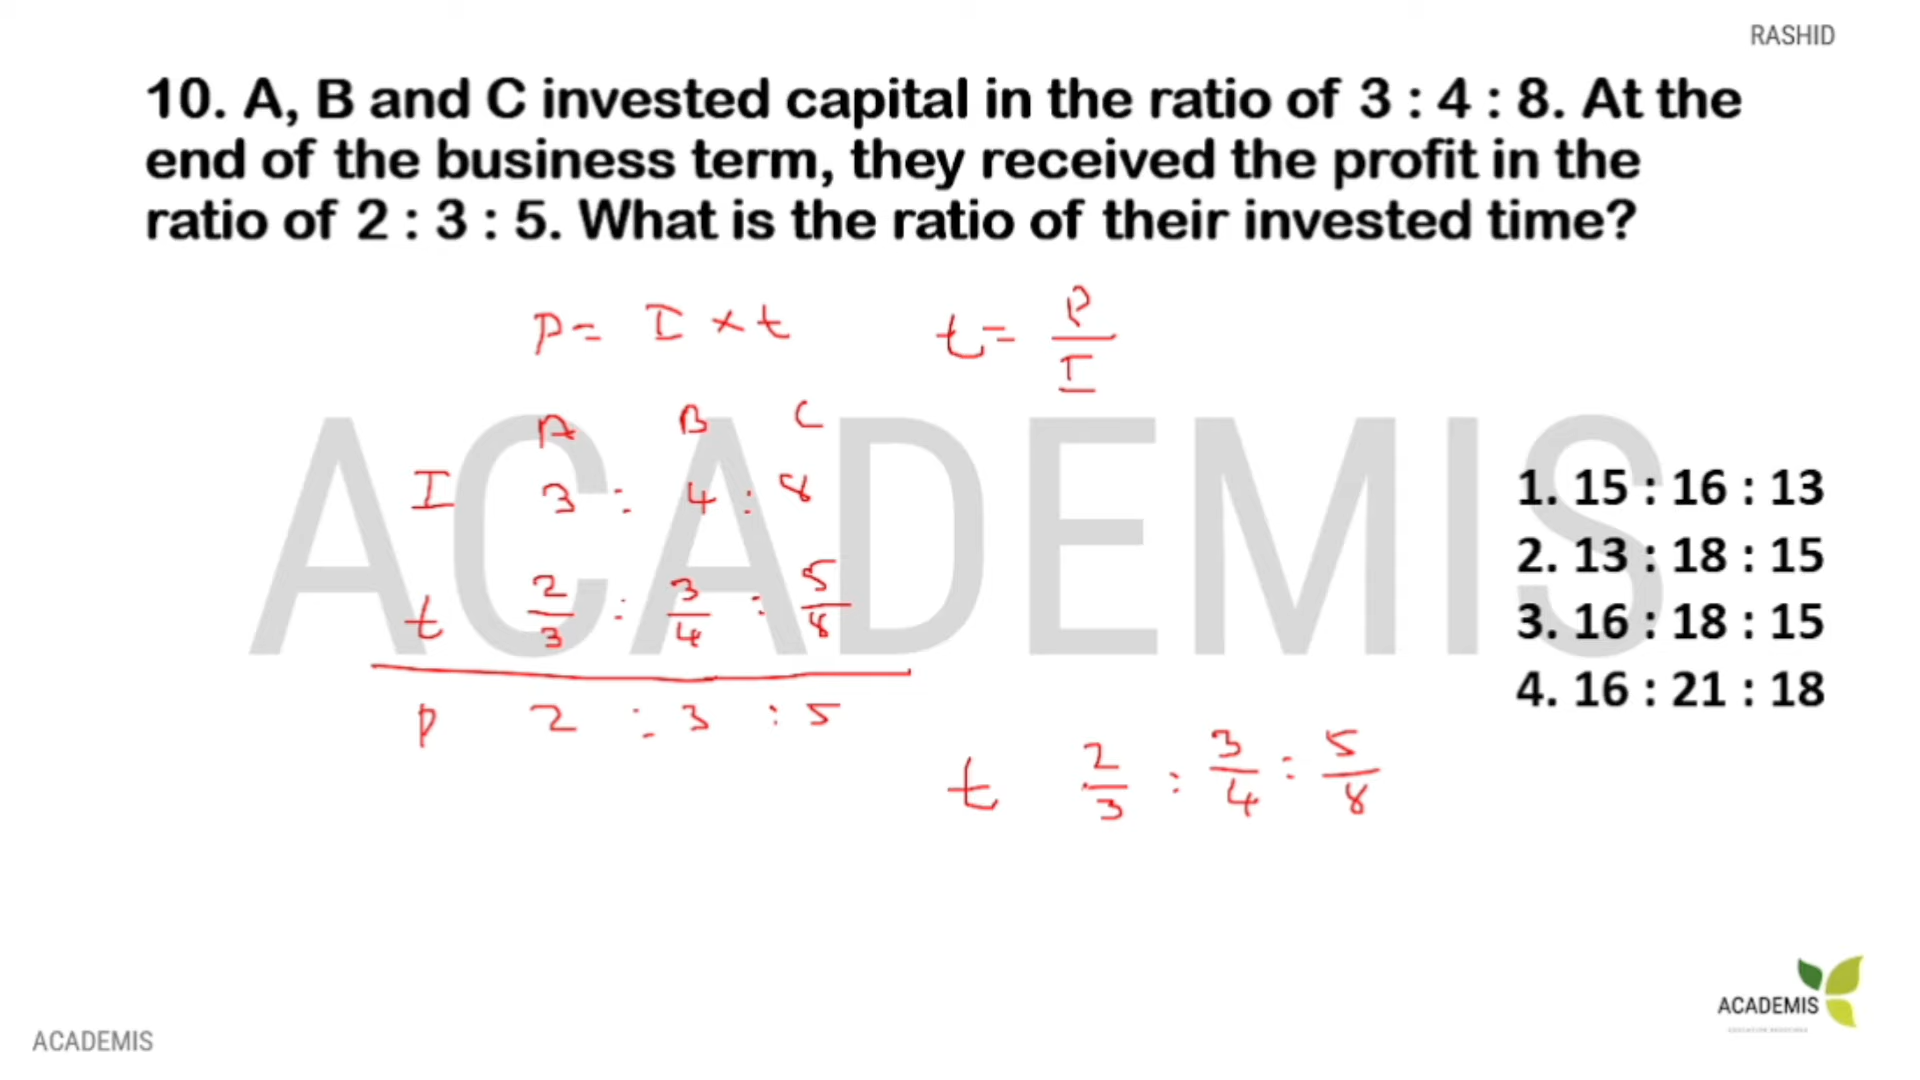 RASHID
10. A, B and C invested capital in the ratio of 3 : 4 : 8. At the
end of the business term, they received the profit in the
ratio of 2 : 3 : 5. What is the ratio of their invested time?
P = I × t
t = P/I
A B C
I 3 : 4 : 8
t 2/3 : 3/4 : 5/8
P 2 : 3 : 5
t 2/3 : 3/4 : 5/8
ACADEMIS
1. 15 : 16 : 13
2. 13 : 18 : 15
3. 16 : 18 : 15
4. 16 : 21 : 18
ACADEMIS
ACADEMIS